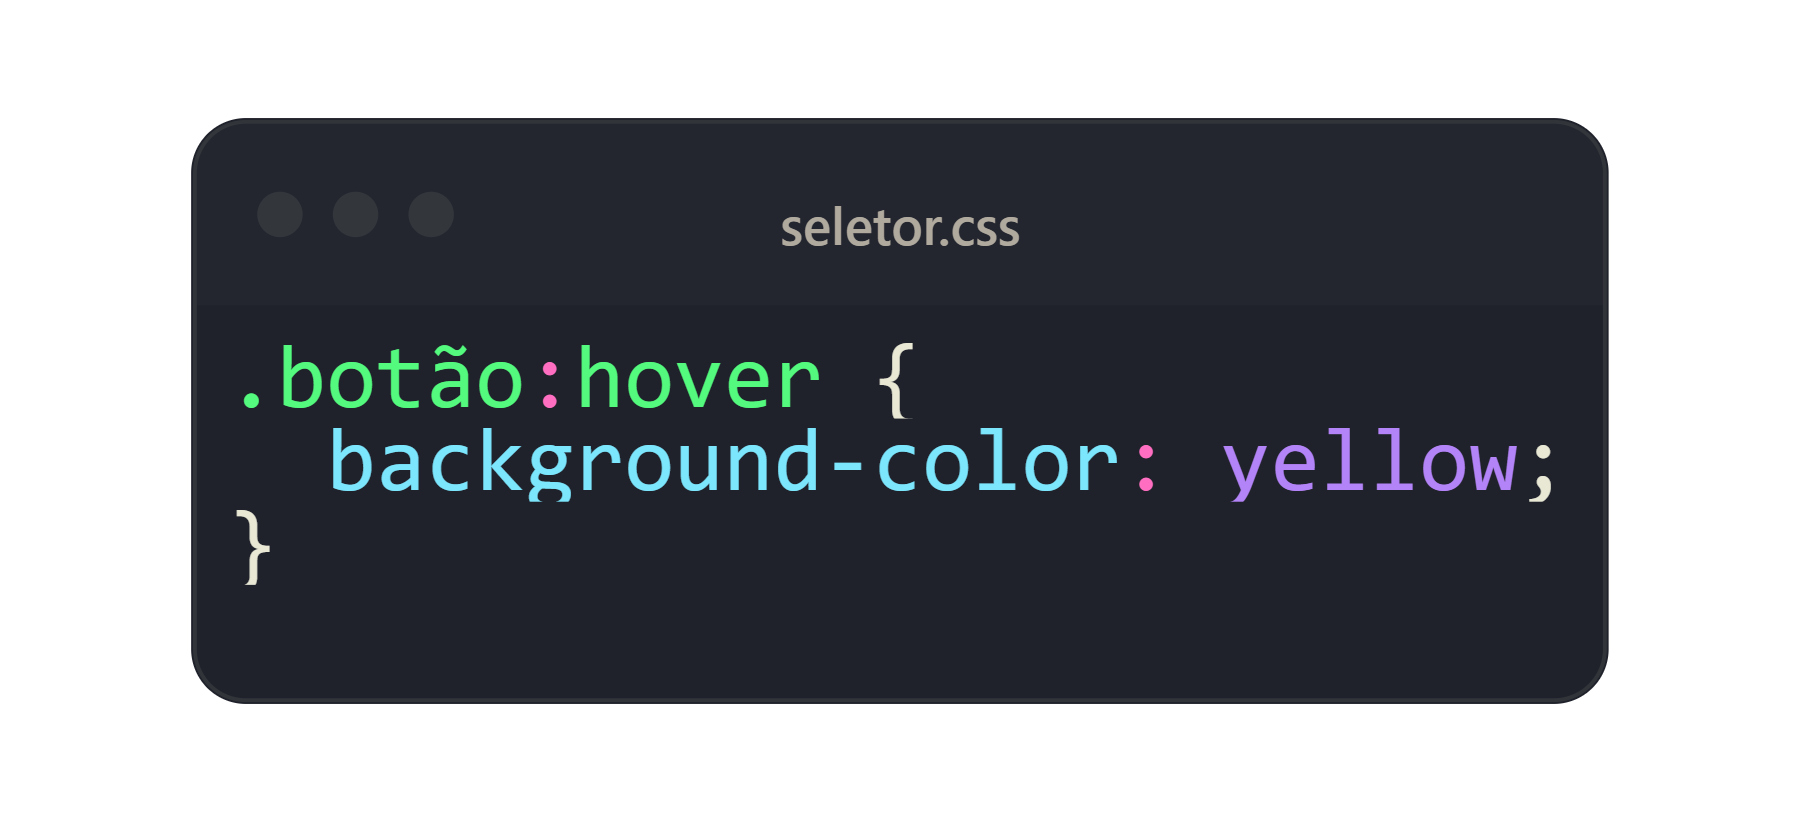 seletor.css
.botão:hover {
  background-color: yellow;
}